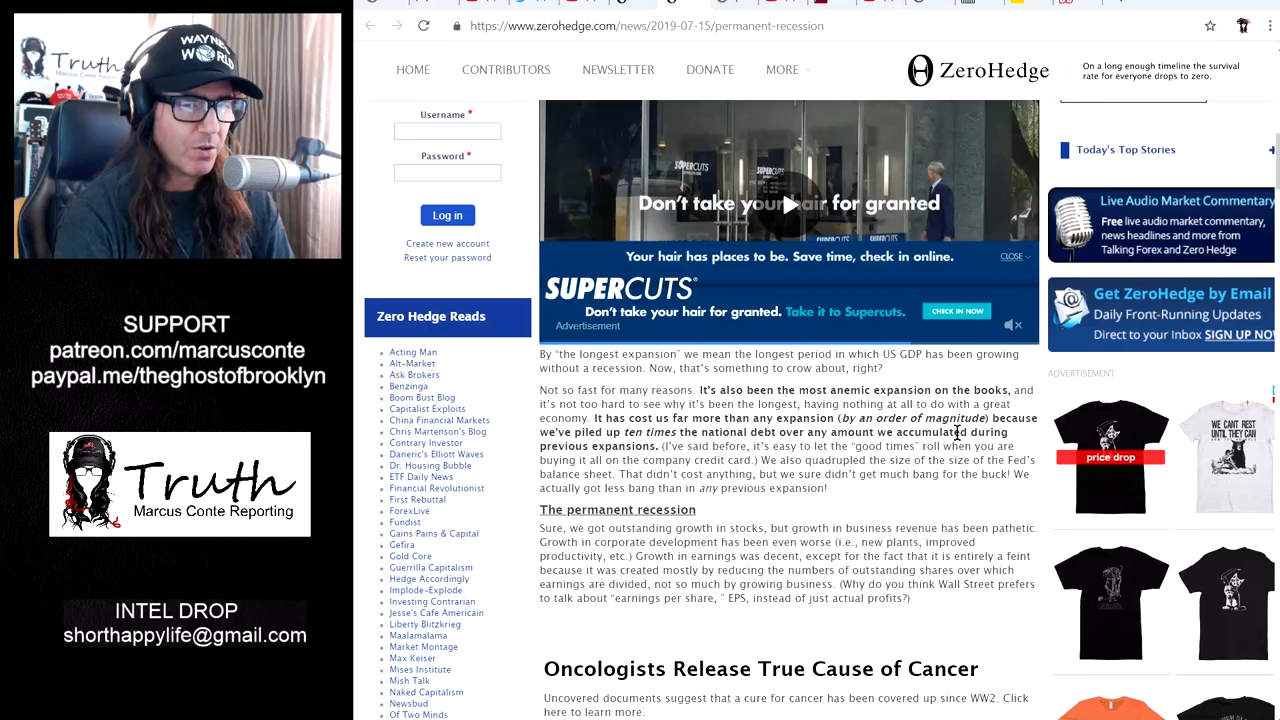 WAYNE'S
WORLD
Truth
Marcus Conte Reporting
SUPPORT
patreon.com/marcusconte
paypal.me/theghostofbrooklyn
Truth
Marcus Conte Reporting
INTEL DROP
shorthappylife@gmail.com
https://www.zerohedge.com/news/2019-07-15/permanent-recession
HOME
CONTRIBUTORS
NEWSLETTER
DONATE
MORE
ZeroHedge
On a long enough timeline the survival
rate for everyone drops to zero.
Username *
Password *
Log in
Create new account
Reset your password
Zero Hedge Reads
Acting Man
Alt-Market
Ask Brokers
Benzinga
Boom Bust Blog
Capitalist Exploits
China Financial Markets
Chris Martenson's Blog
Contrary Investor
Daneric's Elliott Waves
Dr. Housing Bubble
ETF Daily News
Financial Revolutionist
First Rebuttal
ForexLive
Fundist
Gains Pains & Capital
Gefira
Gold Core
Guerrilla Capitalism
Hedge Accordingly
Implode-Explode
Investing Contrarian
Jesse's Cafe Americain
Liberty Blitzkrieg
Maalamalama
Market Montage
Max Keiser
Mises Institute
Mish Talk
Naked Capitalism
Newsbud
Of Two Minds
SUPERCUTS
Don't take your hair for granted
SUPERCUTS SUPERCUTS
Your hair has places to be. Save time, check in online.
CLOSE
SUPERCUTS
Don't take your hair for granted. Take it to Supercuts.
CHECK IN NOW
Advertisement
By “the longest expansion” we mean the longest period in which US GDP has been growing
without a recession. Now, that’s something to crow about, right?
Not so fast for many reasons. It’s also been the most anemic expansion on the books, and
it’s not too hard to see why it’s been the longest, having nothing at all to do with a great
economy. It has cost us far more than any expansion (by an order of magnitude) because
we’ve piled up ten times the national debt over any amount we accumulated during
previous expansions. (I’ve said before, it’s easy to let the “good times” roll when you are
buying it all on the company credit card.) We also quadrupled the size of the size of the Fed’s
balance sheet. That didn’t cost anything, but we sure didn’t get much bang for the buck! We
actually got less bang than in any previous expansion!
The permanent recession
Sure, we got outstanding growth in stocks, but growth in business revenue has been pathetic.
Growth in corporate development has been even worse (i.e., new plants, improved
productivity, etc.) Growth in earnings was decent, except for the fact that it is entirely a feint
because it was created mostly by reducing the numbers of outstanding shares over which
earnings are divided, not so much by growing business. (Why do you think Wall Street prefers
to talk about “earnings per share, ” EPS, instead of just actual profits?)
Oncologists Release True Cause of Cancer
Uncovered documents suggest that a cure for cancer has been covered up since WW2. Click
here to learn more.
Today's Top Stories
Live Audio Market Commentary
Free live audio market commentary,
news headlines and more from
Talking Forex and Zero Hedge
Get ZeroHedge by Email
Daily Front-Running Updates
Direct to your Inbox SIGN UP NO
ADVERTISEMENT
price drop
WE CAN'T REST
UNTIL THEY CAN